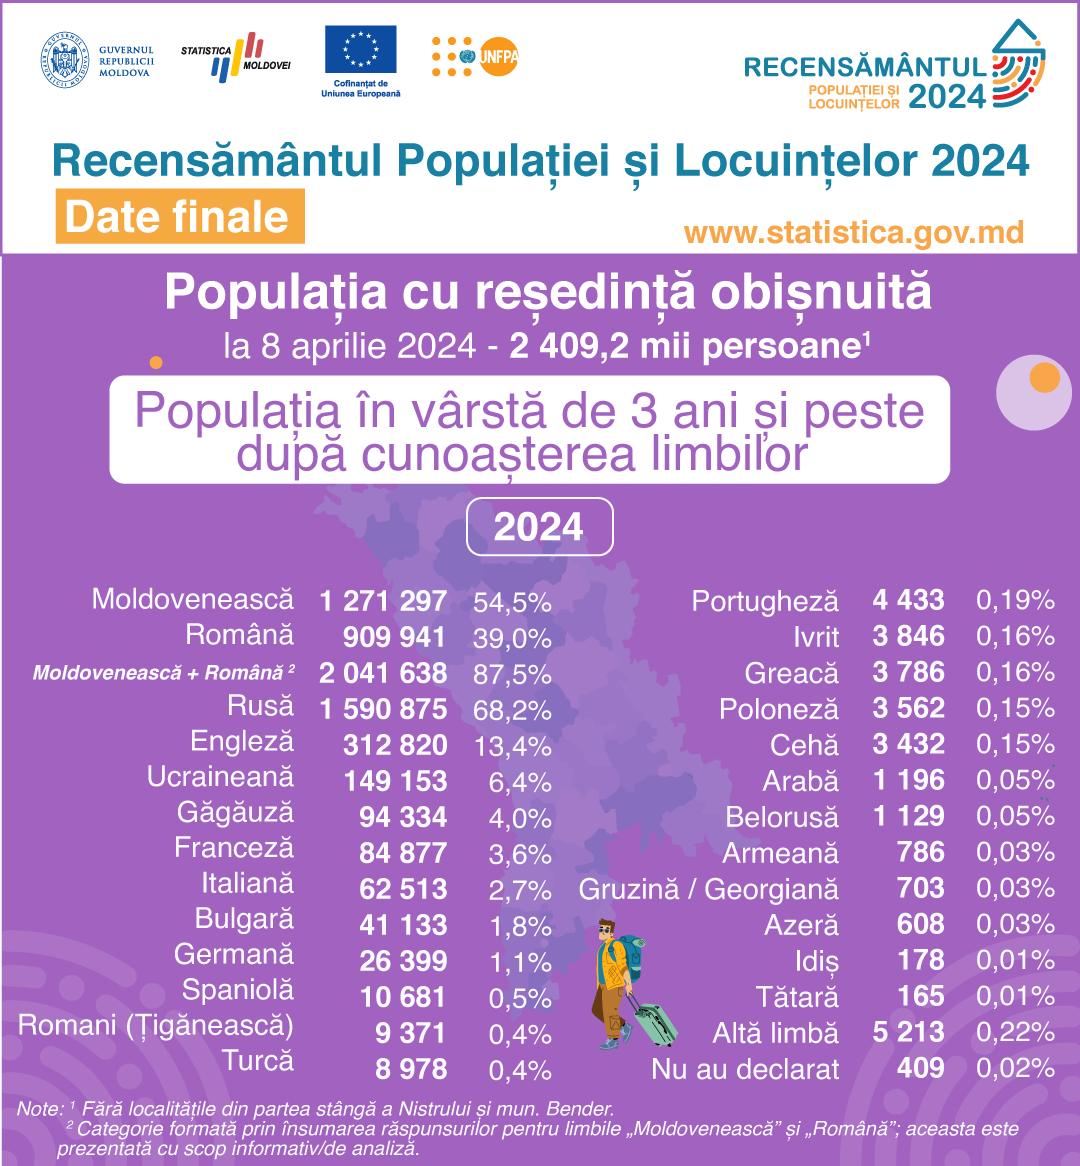 GUVERNUL
REPUBLICII
MOLDOVA
STATISTICA
MOLDOVEI
Cofinanțat de
Uniunea Europeană
UNFPA
RECENSĂMÂNTUL
POPULAȚIEI ȘI
LOCUINȚELOR
2024
Recensământul Populației și Locuințelor 2024
Date finale
www.statistica.gov.md
Populația cu reședință obișnuită
la 8 aprilie 2024 - 2 409,2 mii persoane¹
Populația în vârstă de 3 ani și peste
după cunoașterea limbilor
2024
Moldovenească 1 271 297 54,5%
Română 909 941 39,0%
Moldovenească + Română ² 2 041 638 87,5%
Rusă 1 590 875 68,2%
Engleză 312 820 13,4%
Ucraineană 149 153 6,4%
Găgăuză 94 334 4,0%
Franceză 84 877 3,6%
Italiană 62 513 2,7%
Bulgară 41 133 1,8%
Germană 26 399 1,1%
Spaniolă 10 681 0,5%
Romani (Țigănească) 9 371 0,4%
Turcă 8 978 0,4%
Portugheză 4 433 0,19%
Ivrit 3 846 0,16%
Greacă 3 786 0,16%
Poloneză 3 562 0,15%
Cehă 3 432 0,15%
Arabă 1 196 0,05%
Belorusă 1 129 0,05%
Armeană 786 0,03%
Gruzină / Georgiană 703 0,03%
Azeră 608 0,03%
Idiș 178 0,01%
Tătară 165 0,01%
Altă limbă 5 213 0,22%
Nu au declarat 409 0,02%
Note: ¹ Fără localitățile din partea stângă a Nistrului și mun. Bender.
² Categorie formată prin însumarea răspunsurilor pentru limbile „Moldovenească” și „Română”; aceasta este
prezentată cu scop informativ/de analiză.